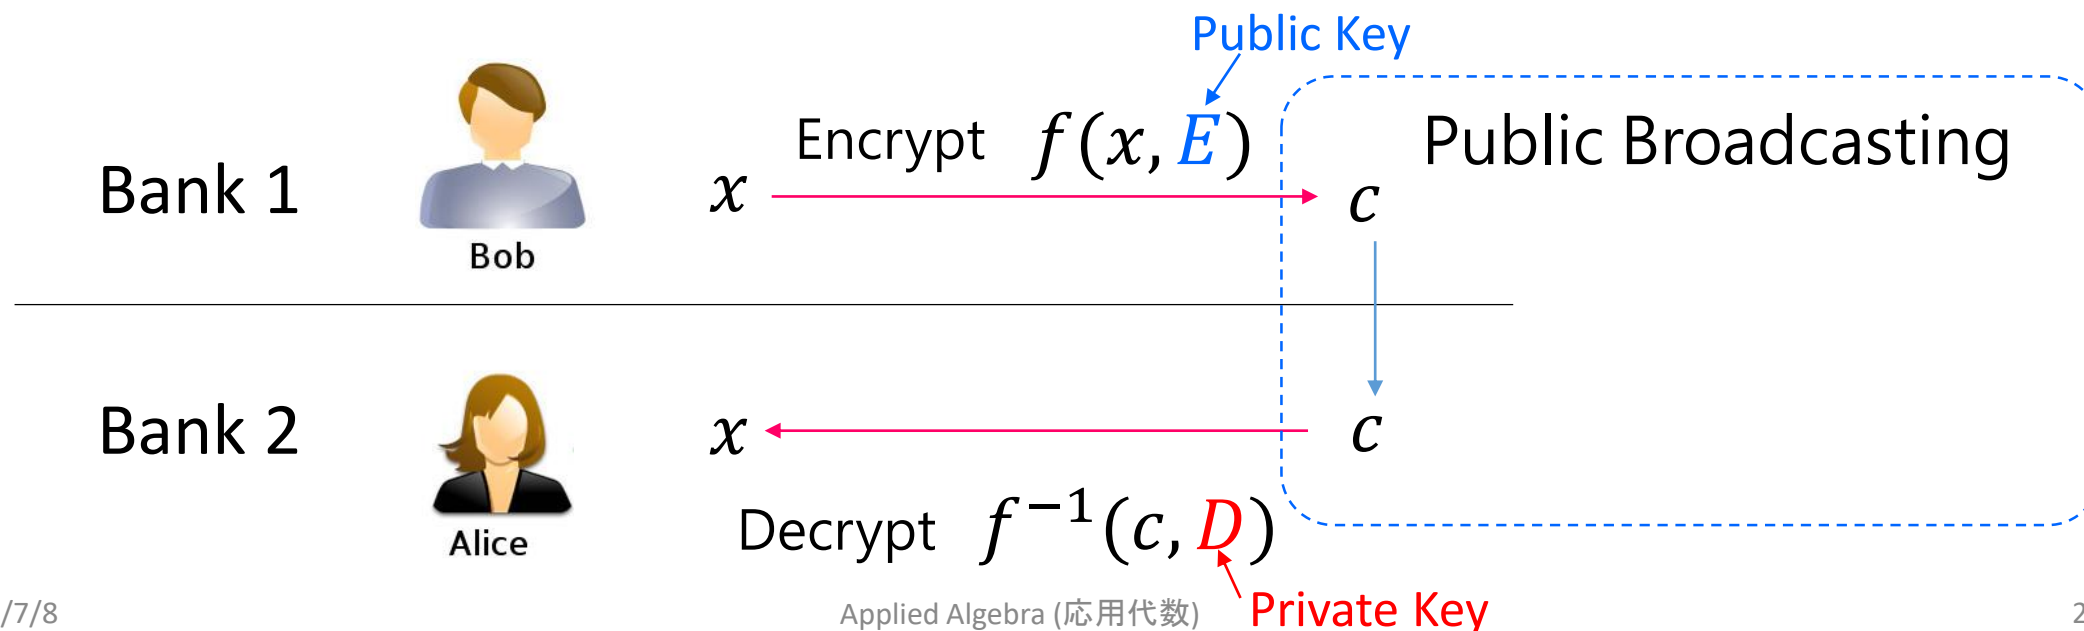 Public Key
Encrypt f(x, E)
Public Broadcasting
Bank 1
x
c
Bob
Bank 2
x
c
Alice
Decrypt f⁻¹(c, D)
/7/8
Applied Algebra (応用代数)
Private Key
2